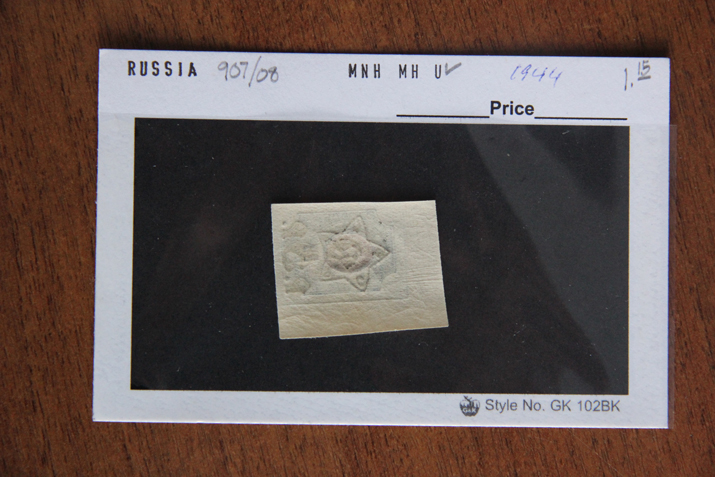 RUSSIA 907/08 MNH MH U✓ 1944 1.15
Price
G&K Style No. GK 102BK